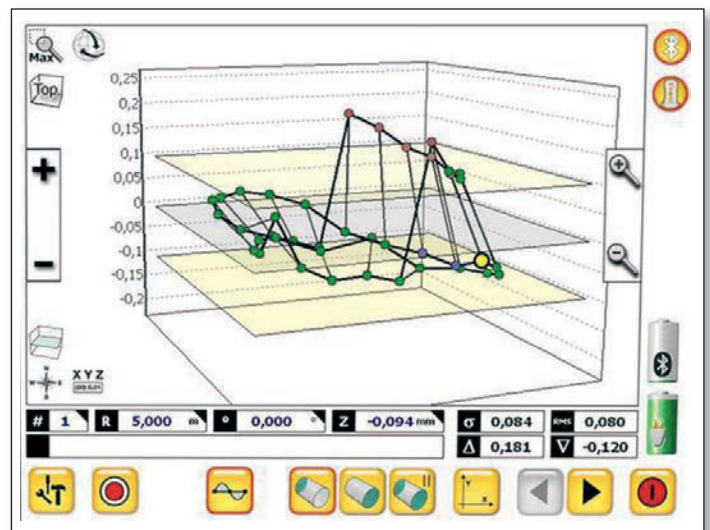 Max
Top
0,25
0,2
0,15
0,1
0,05
0
-0,05
-0,1
-0,15
-0,2
+
-
X Y Z
# 1 R 5,000 m ° 0,000 ° Z -0,094 mm σ 0,084 RMS 0,080
Δ 0,181 ∇ -0,120
Y
X